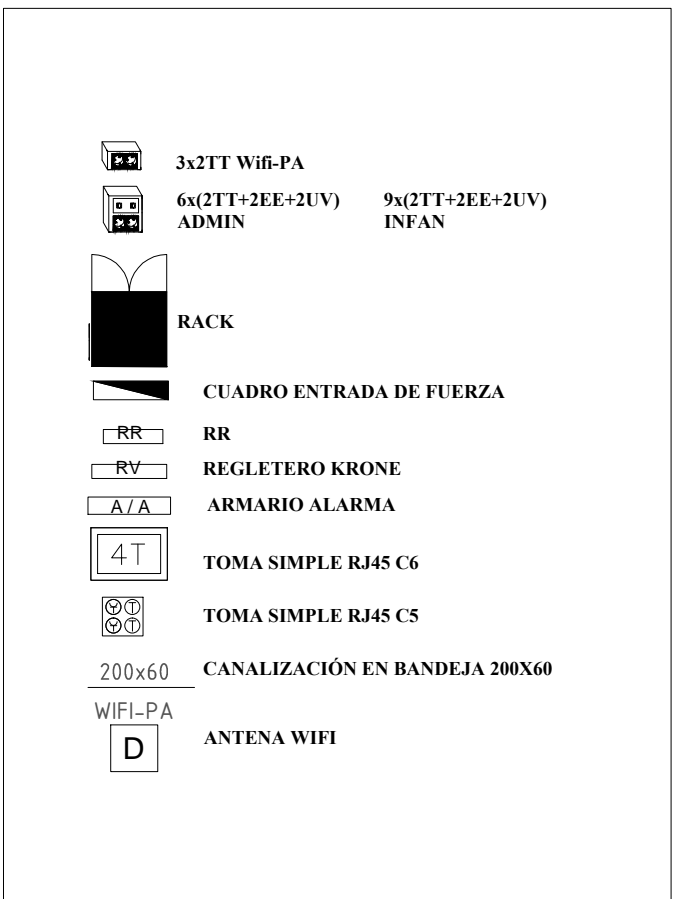 3x2TT Wifi-PA
6x(2TT+2EE+2UV) 9x(2TT+2EE+2UV)
ADMIN INFAN
RACK
CUADRO ENTRADA DE FUERZA
RR RR
RV REGLETERO KRONE
A/A ARMARIO ALARMA
4T TOMA SIMPLE RJ45 C6
TOMA SIMPLE RJ45 C5
200x60 CANALIZACIÓN EN BANDEJA 200X60
WIFI-PA
D ANTENA WIFI